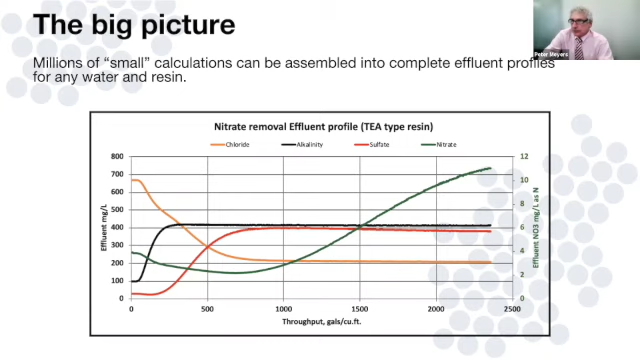 The big picture
Peter Meyers
Millions of “small” calculations can be assembled into complete effluent profiles
for any water and resin.
Nitrate removal Effluent profile (TEA type resin)
Chloride Alkalinity Sulfate Nitrate
800 12
700
600 10
500 8
400 6
300 4
200
100 2
0 0
Effluent mg/L
Effluent NO3 mg/L as N
0 500 1000 1500 2000 2500
Throughput, gals/cu.ft.